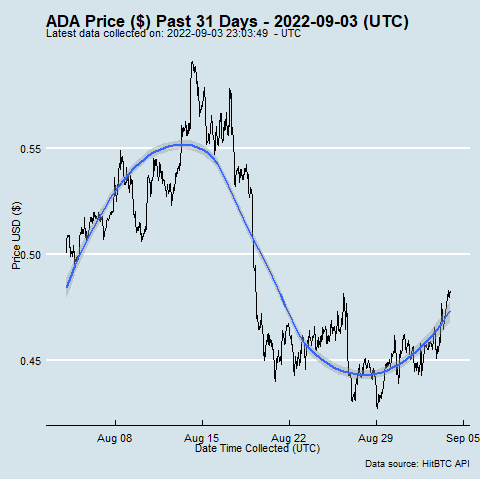 ADA Price ($) Past 31 Days - 2022-09-03 (UTC)
Latest data collected on: 2022-09-03 23:03:49 - UTC
0.55
0.50
0.45
Price USD ($)
Aug 08 Aug 15 Aug 22 Aug 29 Sep 05
Date Time Collected (UTC)
Data source: HitBTC API